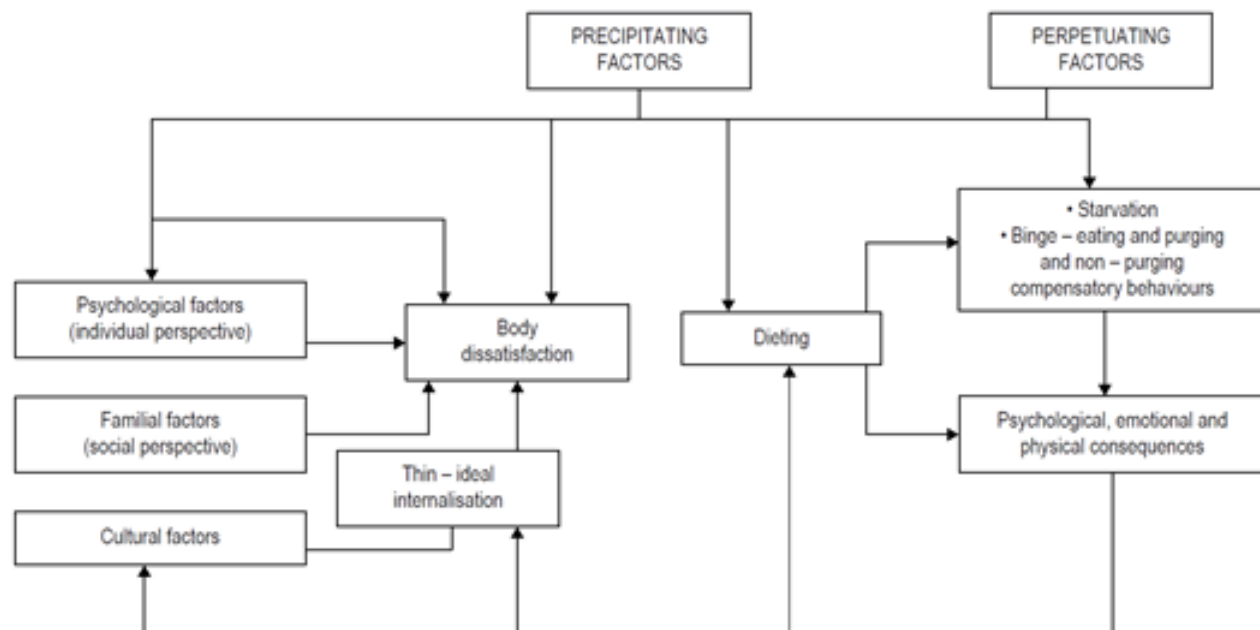 PRECIPITATING
FACTORS
PERPETUATING
FACTORS
• Starvation
• Binge – eating and purging
and non – purging
compensatory behaviours
Psychological factors
(individual perspective)
Body
dissatisfaction
Dieting
Familial factors
(social perspective)
Thin – ideal
internalisation
Psychological, emotional and
physical consequences
Cultural factors